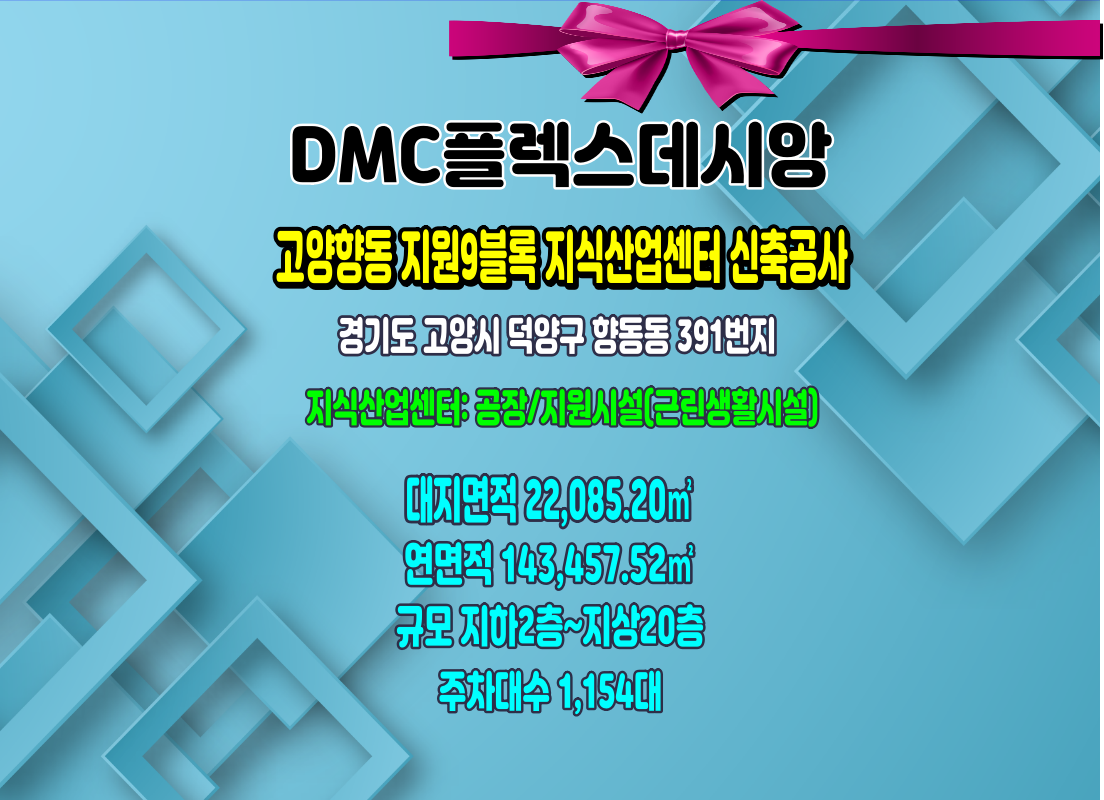 DMC플렉스데시앙
고양향동 지원9블록 지식산업센터 신축공사
경기도 고양시 덕양구 향동동 391번지
지식산업센터: 공장/지원시설(근린생활시설)
대지면적 22,085.20㎡
연면적 143,457.52㎡
규모 지하2층~지상20층
주차대수 1,154대